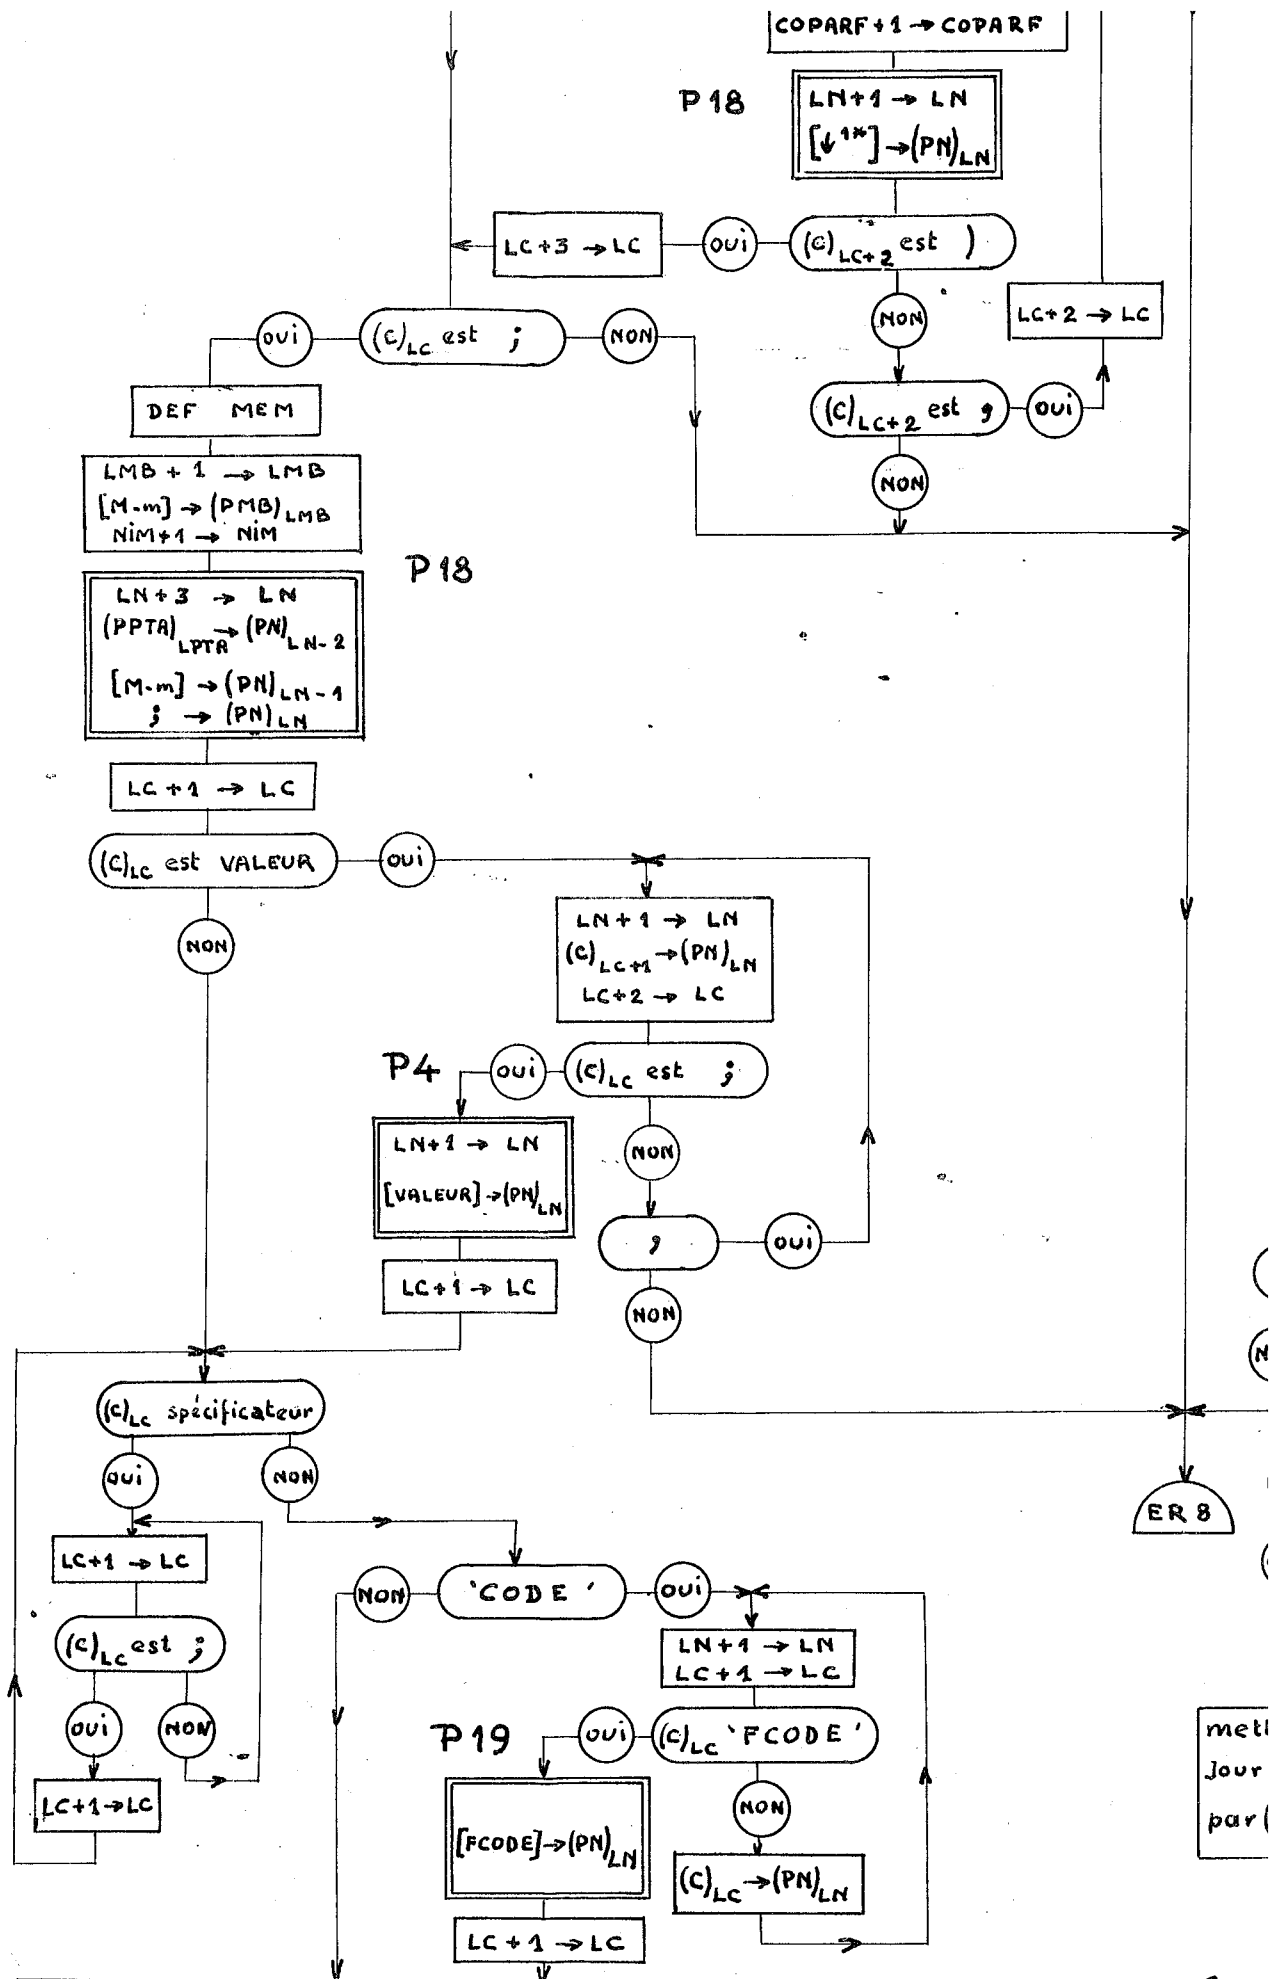 COPARF+1 → COPARF
P18
LN+1 → LN
[↓ 1*] → (PN)LN
LC+3 → LC
OUI
(C)LC+2 est )
NON
LC+2 → LC
OUI
(C)LC est ;
NON
DEF MEM
(C)LC+2 est ,
OUI
NON
LMB + 1 → LMB
[M-m] → (PMB)LMB
NIM+1 → NIM
P18
LN+3 → LN
(PPTA)LPTA → (PN)LN-2
[M-m] → (PN)LN-1
; → (PN)LN
LC+1 → LC
(C)LC est VALEUR
OUI
NON
LN+1 → LN
(C)LC+1 → (PN)LN
LC+2 → LC
P4
OUI
(C)LC est ;
LN+1 → LN
[VALEUR] → (PN)LN
NON
,
OUI
LC+1 → LC
NON
(C)LC spécificateur
OUI
NON
ER 8
LC+1 → LC
NON
'CODE'
OUI
(C)LC est ;
LN+1 → LN
LC+1 → LC
OUI
NON
P19
OUI
(C)LC 'FCODE'
LC+1 → LC
[FCODE] → (PN)LN
NON
(C)LC → (PN)LN
LC+1 → LC
Jour
par (